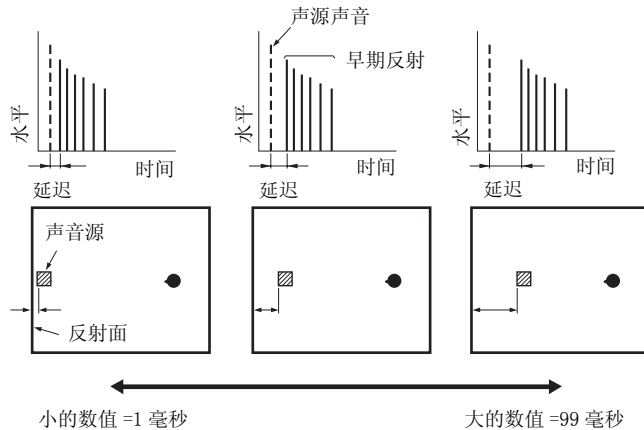 声源声音
早期反射
水平
水平
水平
时间
时间
时间
延迟
延迟
延迟
声音源
反射面
小的数值 =1 毫秒
大的数值 =99 毫秒